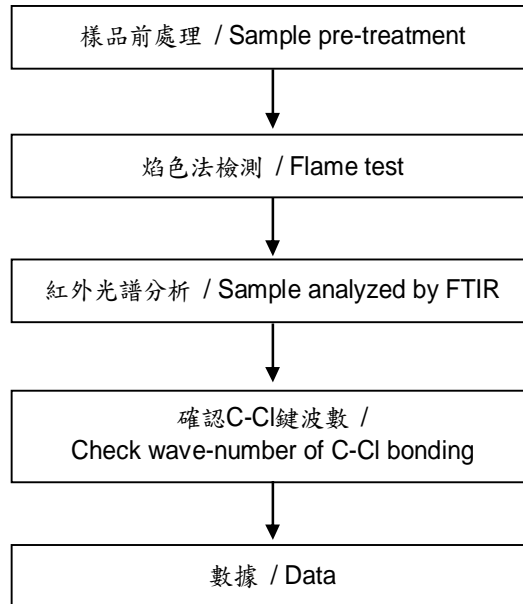 樣品前處理 / Sample pre-treatment
焰色法檢測 / Flame test
紅外光譜分析 / Sample analyzed by FTIR
確認C-Cl鍵波數 /
Check wave-number of C-Cl bonding
數據 / Data